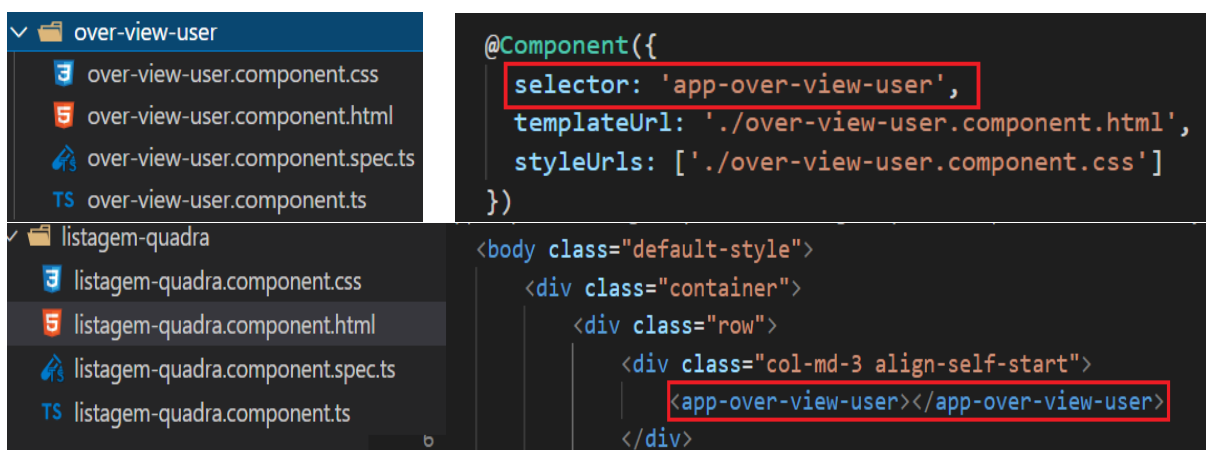 over-view-user
over-view-user.component.css
over-view-user.component.html
over-view-user.component.spec.ts
TS over-view-user.component.ts
@Component({
selector: 'app-over-view-user',
templateUrl: './over-view-user.component.html',
styleUrls: ['./over-view-user.component.css']
})
listagem-quadra
listagem-quadra.component.css
listagem-quadra.component.html
listagem-quadra.component.spec.ts
TS listagem-quadra.component.ts
<body class="default-style">
<div class="container">
<div class="row">
<div class="col-md-3 align-self-start">
<app-over-view-user></app-over-view-user>
6 </div>